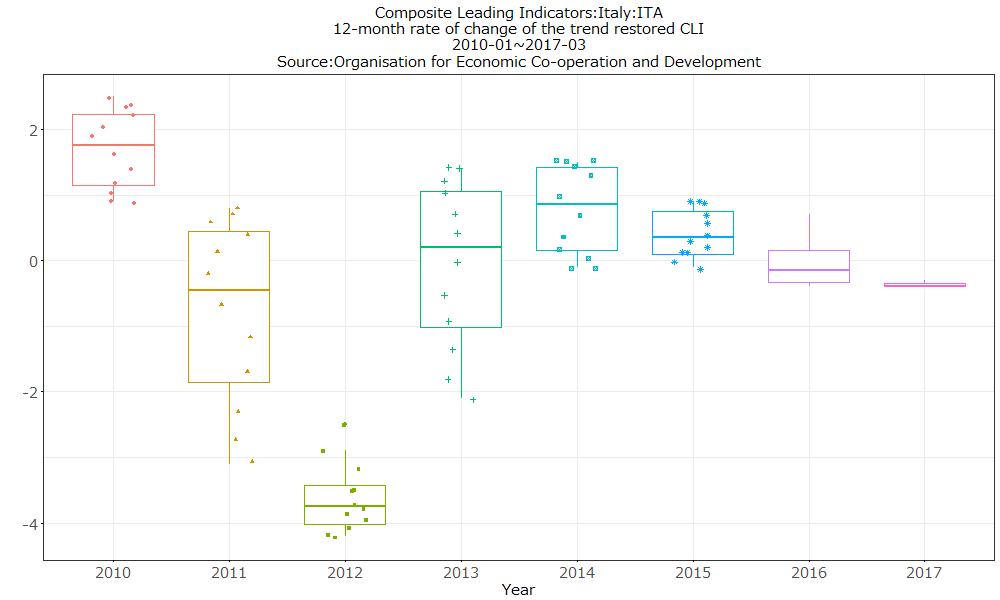 Composite Leading Indicators:Italy:ITA
12-month rate of change of the trend restored CLI
2010-01~2017-03
Source:Organisation for Economic Co-operation and Development
2
0
-2
-4
2010 2011 2012 2013 2014 2015 2016 2017
Year